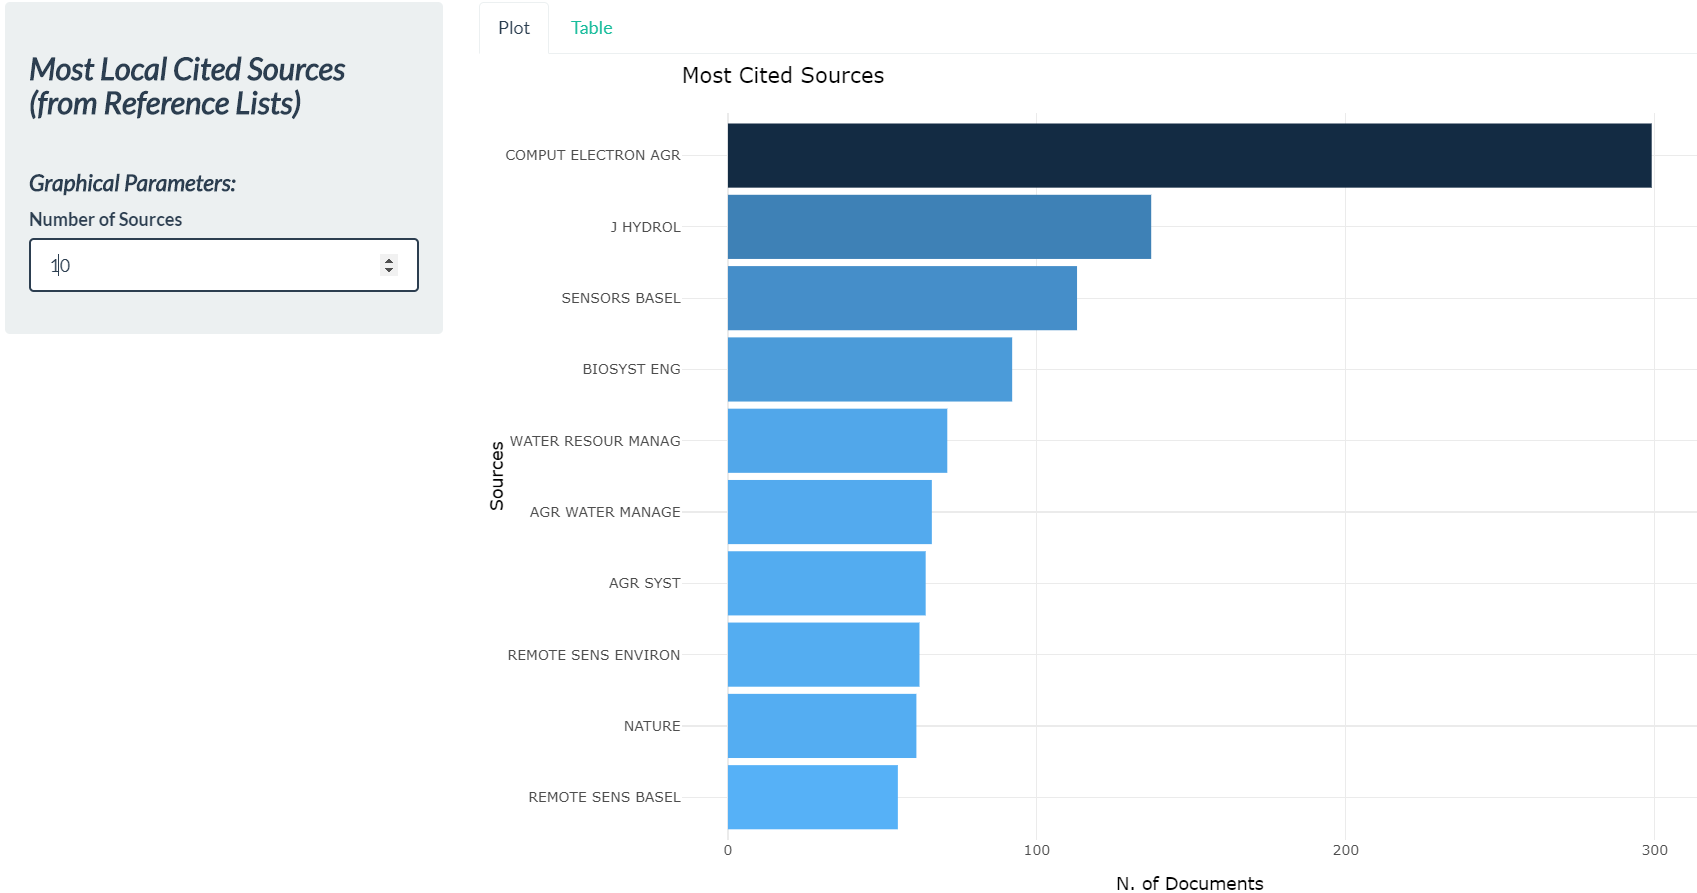 Most Local Cited Sources
(from Reference Lists)
Graphical Parameters:
Number of Sources
10
Plot
Table
Most Cited Sources
Sources
COMPUT ELECTRON AGR
J HYDROL
SENSORS BASEL
BIOSYST ENG
WATER RESOUR MANAG
AGR WATER MANAGE
AGR SYST
REMOTE SENS ENVIRON
NATURE
REMOTE SENS BASEL
0
100
200
300
N. of Documents